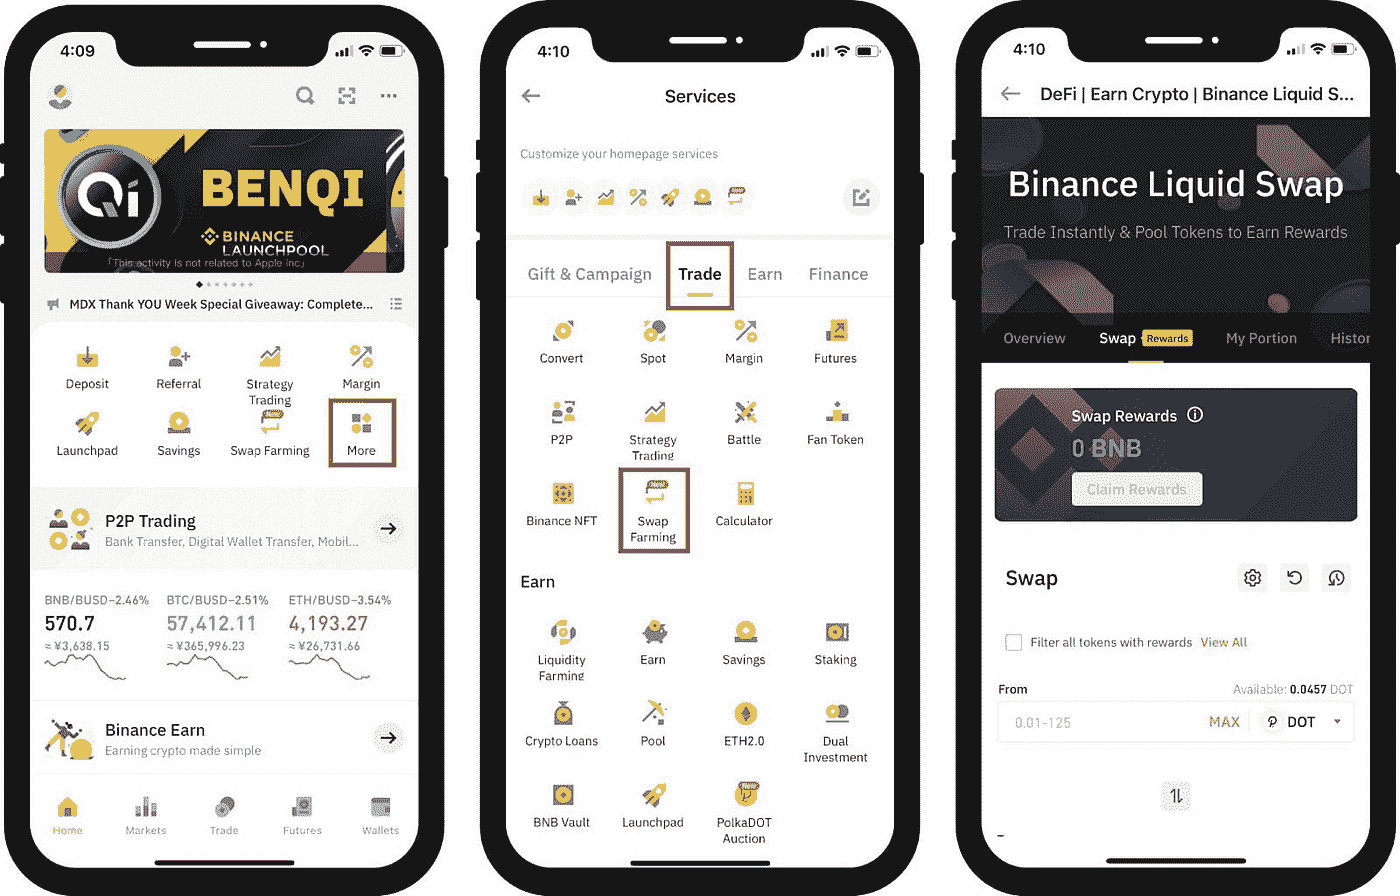 4:09
Qi
BENQI
BINANCE
LAUNCHPOOL
「This activity is not related to Apple Inc」
MDX Thank YOU Week Special Giveaway: Complete...
Deposit
Referral
Strategy
Trading
Margin
Launchpad
Savings
New
Swap Farming
More
P2P Trading
Bank Transfer, Digital Wallet Transfer, Mobil...
BNB/BUSD-2.46%
BTC/BUSD-2.51%
ETH/BUSD-3.54%
570.7
57,412.11
4,193.27
≈ ¥3,638.15
≈ ¥365,996.23
≈ ¥26,731.66
Binance Earn
Earning crypto made simple
Home
Markets
Trade
Futures
Wallets
4:10
Services
Customize your homepage services
Gift & Campaign
Trade
Earn
Finance
Convert
Spot
Margin
Futures
P2P
Strategy
Trading
Battle
Fan Token
Binance NFT
New
Swap
Farming
Calculator
Earn
Liquidity
Farming
Earn
Savings
Staking
Crypto Loans
Pool
ETH2.0
Dual
Investment
BNB Vault
Launchpad
New
PolkaDOT
Auction
4:10
DeFi | Earn Crypto | Binance Liquid S...
Binance Liquid Swap
Trade Instantly & Pool Tokens to Earn Rewards
Overview
Swap
Rewards
My Portion
Histor
Swap Rewards
0 BNB
Claim Rewards
Swap
Filter all tokens with rewards View All
From
Available: 0.0457 DOT
0.01-125
MAX
DOT